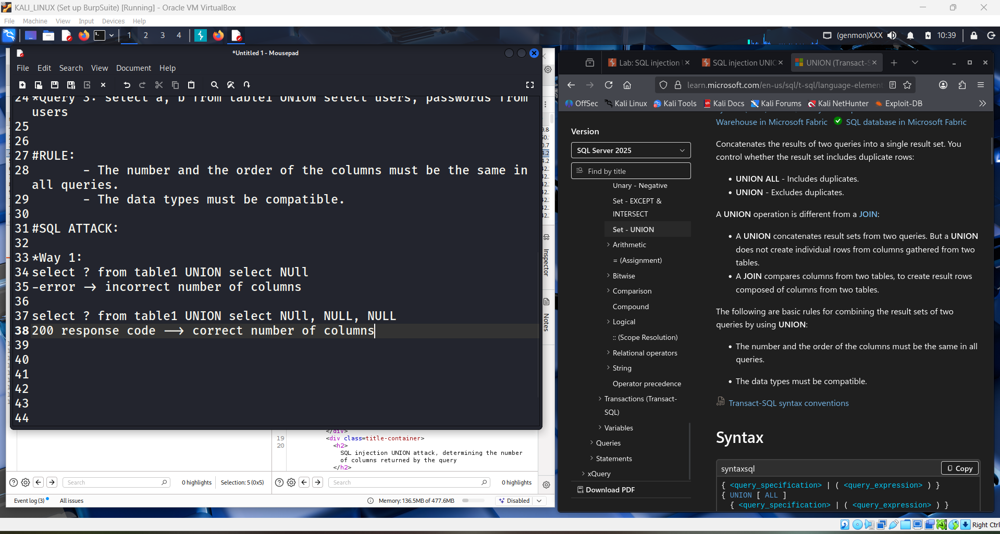 KALI_LINUX (Set up BurpSuite) [Running] - Oracle VM VirtualBox
File Machine View Input Devices Help
1 2 3 4
(genmon)XXX 10:39
*Untitled 1 - Mousepad
File Edit Search View Document Help
24 *Query 3: select a, b from table1 UNION select users, passwords from
users
25
26
27 #RULE:
28 - The number and the order of the columns must be the same in
all queries.
29 - The data types must be compatible.
30
31 #SQL ATTACK:
32
33 *Way 1:
34 select ? from table1 UNION select NUll
35 -error -> incorrect number of columns
36
37 select ? from table1 UNION select NUll, NULL, NULL
38 200 response code --> correct number of columns
39
40
41
42
43
44
Inspector
Notes
</div>
19 <div class=title-container>
20 <h2>
SQL injection UNION attack, determining the number
of columns returned by the query
</h2>
Search 0 highlights Selection: 5 (0x5)
Search 0 highlights
Event log (3) All issues Memory: 136.5MB of 477.6MB Disabled
Lab: SQL injection SQL injection UNIO UNION (Transact-S
learn.microsoft.com/en-us/sql/t-sql/language-element
OffSec Kali Linux Kali Tools Kali Docs Kali Forums Kali NetHunter Exploit-DB
Version
SQL Server 2025
Find by title
Unary - Negative
Set - EXCEPT &
INTERSECT
Set - UNION
Arithmetic
= (Assignment)
Bitwise
Comparison
Compound
Logical
:: (Scope Resolution)
Relational operators
String
Operator precedence
Transactions (Transact-
SQL)
Variables
Queries
Statements
xQuery
Download PDF
Warehouse in Microsoft Fabric SQL database in Microsoft Fabric
Concatenates the results of two queries into a single result set. You
control whether the result set includes duplicate rows:
• UNION ALL - Includes duplicates.
• UNION - Excludes duplicates.
A UNION operation is different from a JOIN:
• A UNION concatenates result sets from two queries. But a UNION
does not create individual rows from columns gathered from two
tables.
• A JOIN compares columns from two tables, to create result rows
composed of columns from two tables.
The following are basic rules for combining the result sets of two
queries by using UNION:
• The number and the order of the columns must be the same in all
queries.
• The data types must be compatible.
Transact-SQL syntax conventions
Syntax
syntaxsql Copy
{ <query_specification> | ( <query_expression> ) }
{ UNION [ ALL ]
( <query_specification> | ( <query_expression> ) }
Right Ctrl